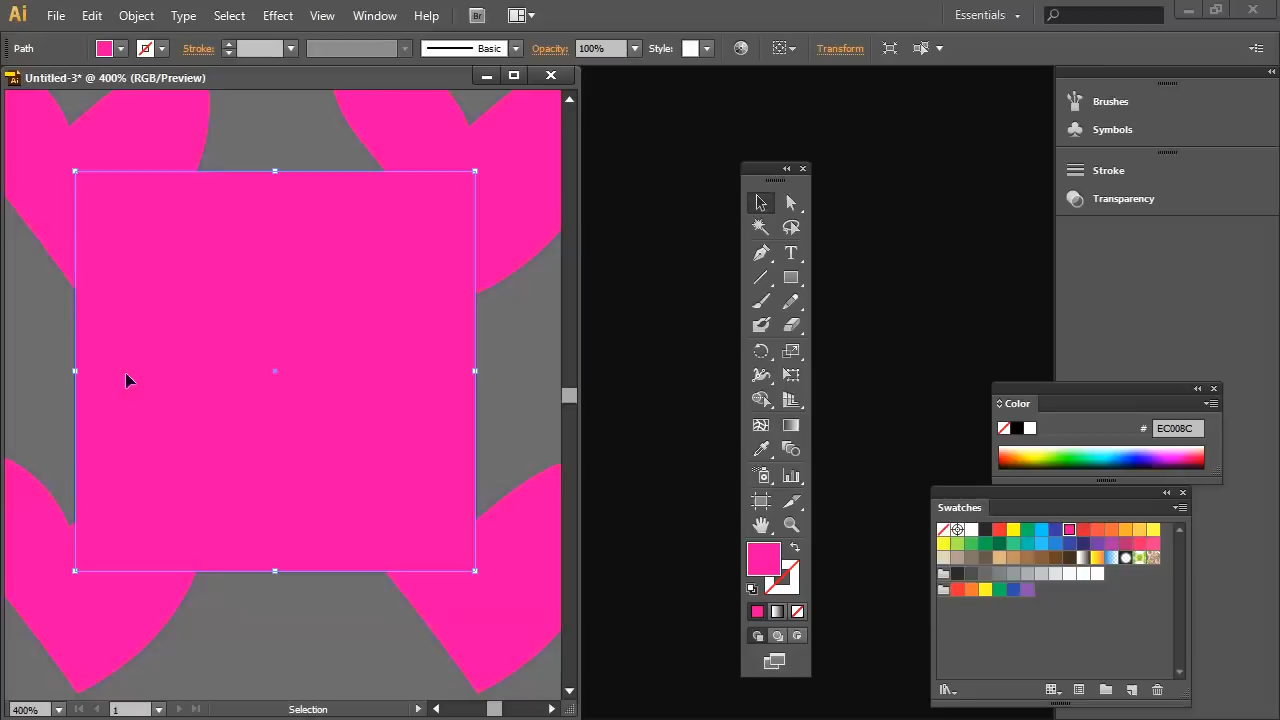 Ai File Edit Object Type Select Effect View Window Help Br Essentials
Path Stroke: Basic Opacity: 100% Style: Transform
Ai Untitled-3* @ 400% (RGB/Preview)
Brushes
Symbols
Stroke
Transparency
T
Color
# EC008C
Swatches
400% 1 Selection